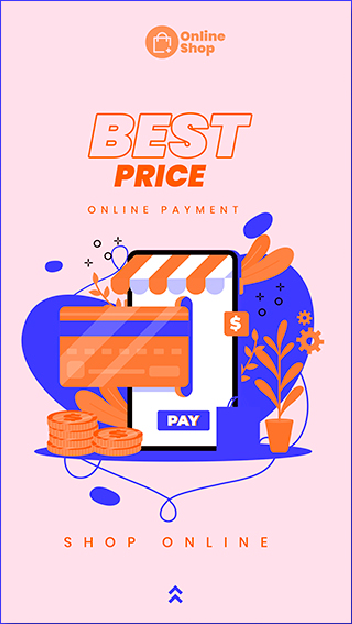 Online
Shop
BEST
PRICE
ONLINE PAYMENT
$
PAY
SHOP ONLINE